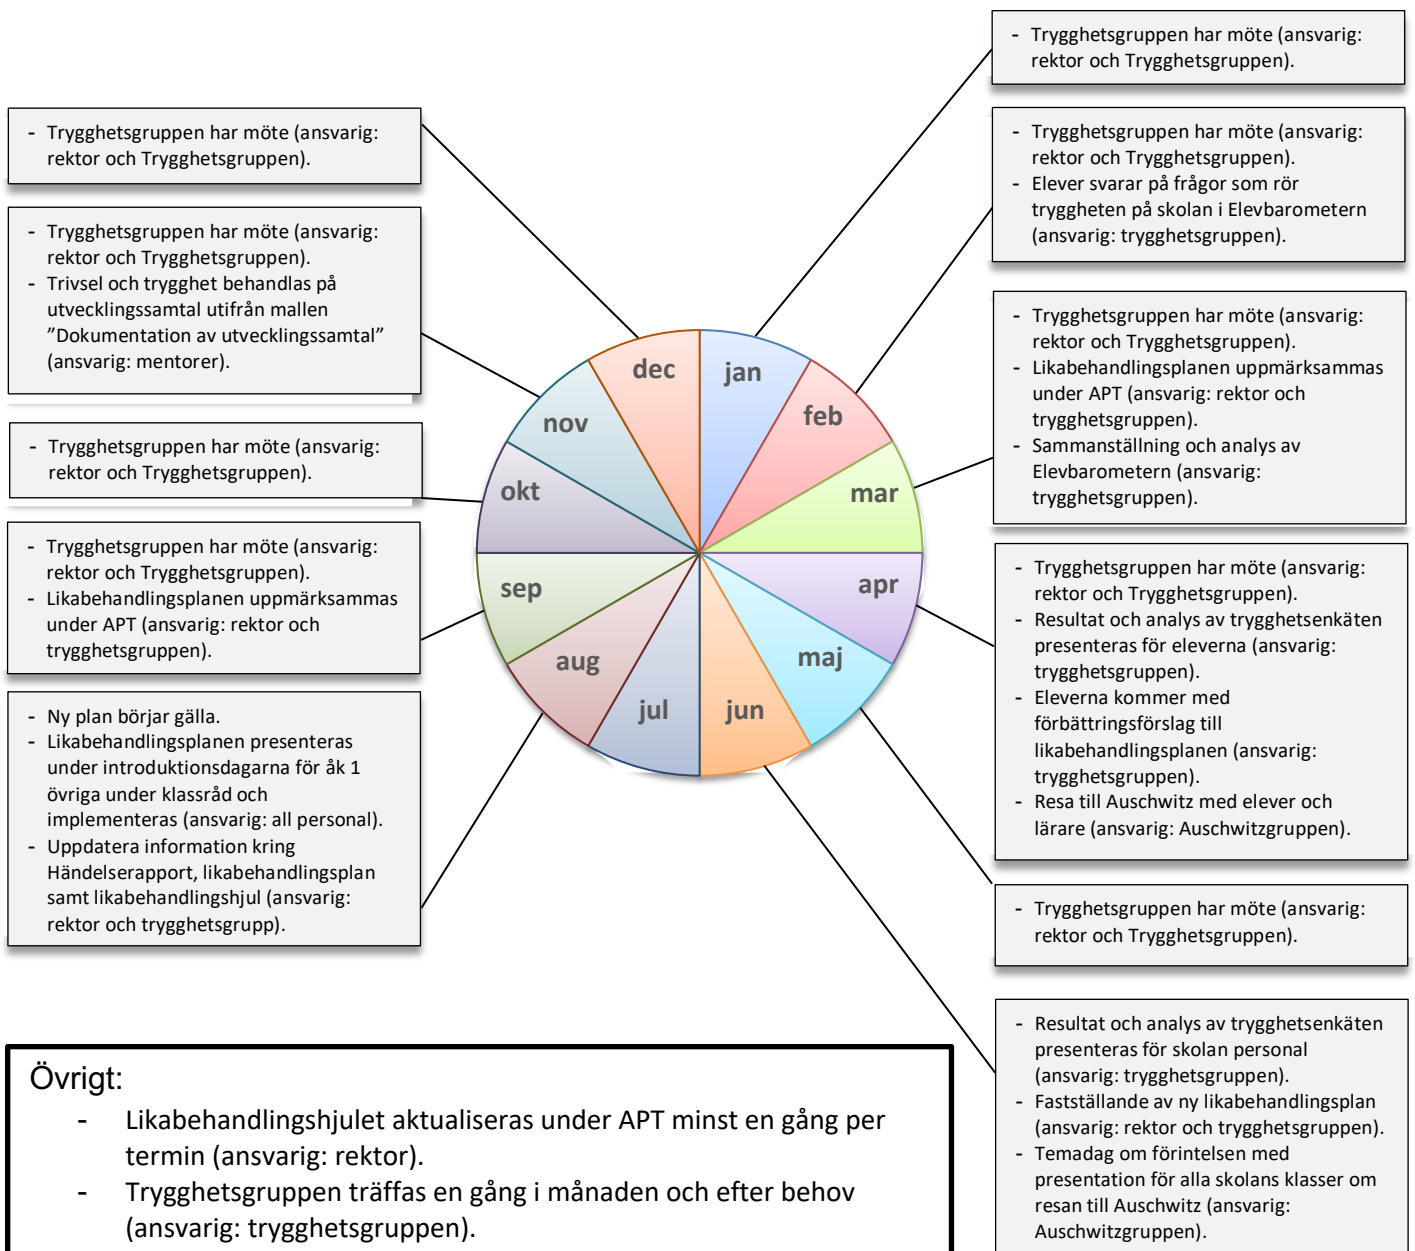 - Trygghetsgruppen har möte (ansvarig:
rektor och Trygghetsgruppen).
- Trygghetsgruppen har möte (ansvarig:
rektor och Trygghetsgruppen).
- Elever svarar på frågor som rör
tryggheten på skolan i Elevbarometern
(ansvarig: trygghetsgruppen).
- Trygghetsgruppen har möte (ansvarig:
rektor och Trygghetsgruppen).
- Likabehandlingsplanen uppmärksammas
under APT (ansvarig: rektor och
trygghetsgruppen).
- Sammanställning och analys av
Elevbarometern (ansvarig:
trygghetsgruppen).
- Trygghetsgruppen har möte (ansvarig:
rektor och Trygghetsgruppen).
- Resultat och analys av trygghetsenkäten
presenteras för eleverna (ansvarig:
trygghetsgruppen).
- Eleverna kommer med
förbättringsförslag till
likabehandlingsplanen (ansvarig:
trygghetsgruppen).
- Resa till Auschwitz med elever och
lärare (ansvarig: Auschwitzgruppen).
- Trygghetsgruppen har möte (ansvarig:
rektor och Trygghetsgruppen).
- Resultat och analys av trygghetsenkäten
presenteras för skolan personal
(ansvarig: trygghetsgruppen).
- Fastställande av ny likabehandlingsplan
(ansvarig: rektor och trygghetsgruppen).
- Temadag om förintelsen med
presentation för alla skolans klasser om
resan till Auschwitz (ansvarig:
Auschwitzgruppen).
- Trygghetsgruppen har möte (ansvarig:
rektor och Trygghetsgruppen).
- Trygghetsgruppen har möte (ansvarig:
rektor och Trygghetsgruppen).
- Trivsel och trygghet behandlas på
utvecklingssamtal utifrån mallen
”Dokumentation av utvecklingssamtal”
(ansvarig: mentorer).
- Trygghetsgruppen har möte (ansvarig:
rektor och Trygghetsgruppen).
- Trygghetsgruppen har möte (ansvarig:
rektor och Trygghetsgruppen).
- Likabehandlingsplanen uppmärksammas
under APT (ansvarig: rektor och
trygghetsgruppen).
- Ny plan börjar gälla.
- Likabehandlingsplanen presenteras
under introduktionsdagarna för åk 1
övriga under klassråd och
implementeras (ansvarig: all personal).
- Uppdatera information kring
Händelserapport, likabehandlingsplan
samt likabehandlingshjul (ansvarig:
rektor och trygghetsgrupp).
jan
feb
mar
apr
maj
jun
jul
aug
sep
okt
nov
dec
Övrigt:
- Likabehandlingshjulet aktualiseras under APT minst en gång per
termin (ansvarig: rektor).
- Trygghetsgruppen träffas en gång i månaden och efter behov
(ansvarig: trygghetsgruppen).